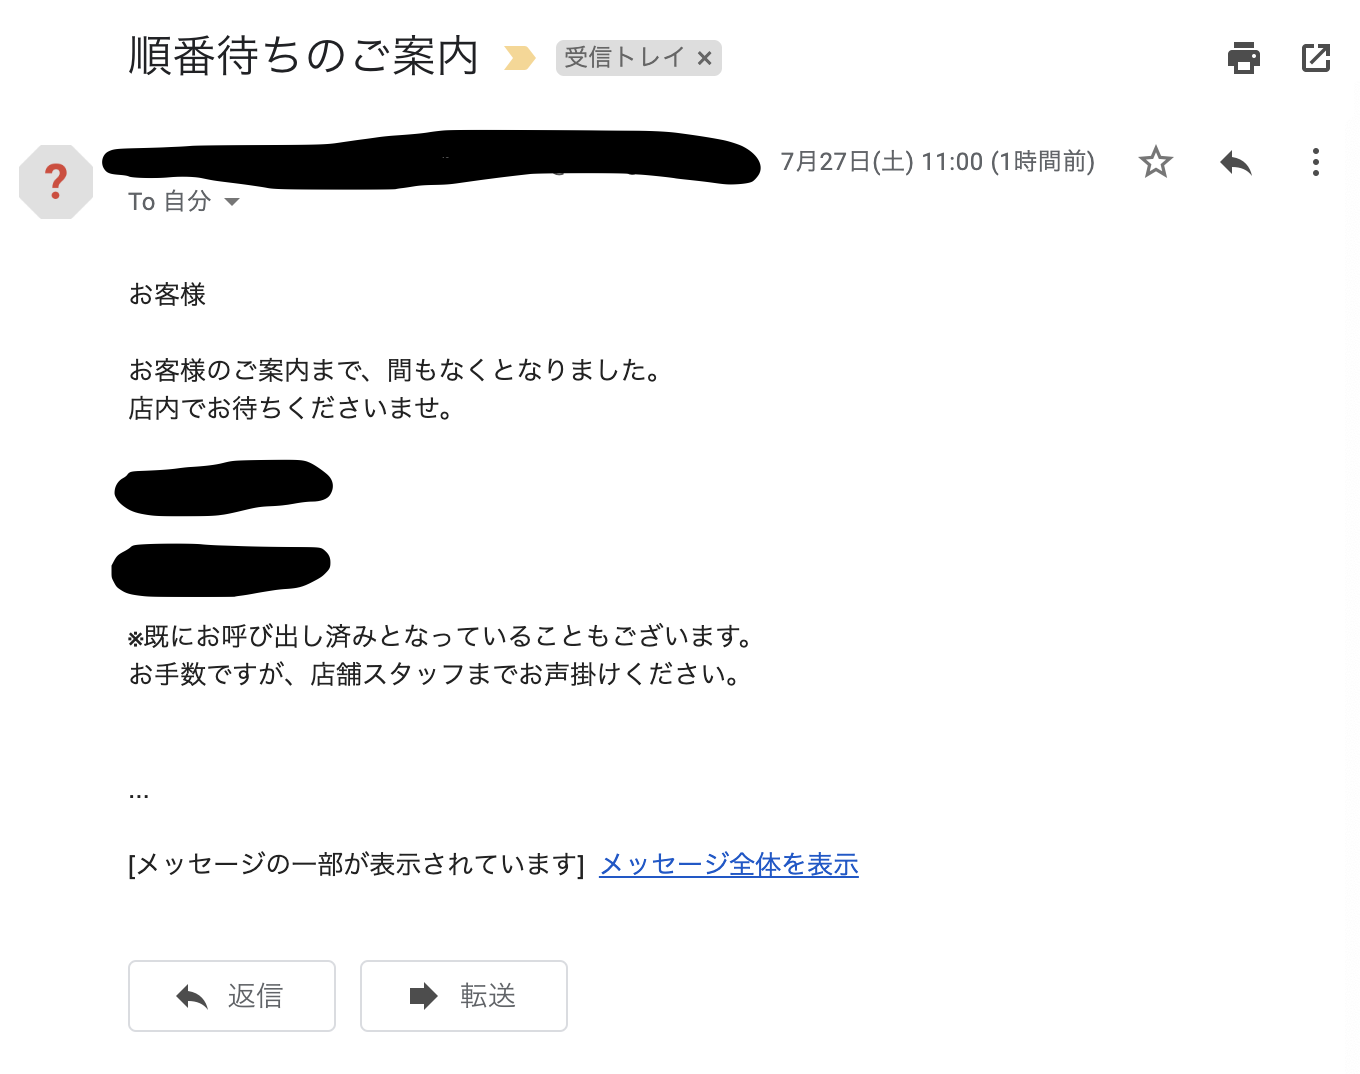 順番待ちのご案内
受信トレイ ×
?
7月27日(土) 11:00 (1時間前)
To 自分
お客様
お客様のご案内まで、間もなくとなりました。
店内でお待ちくださいませ。
※既にお呼び出し済みとなっていることもございます。
お手数ですが、店舗スタッフまでお声掛けください。
...
[メッセージの一部が表示されています] メッセージ全体を表示
返信
転送